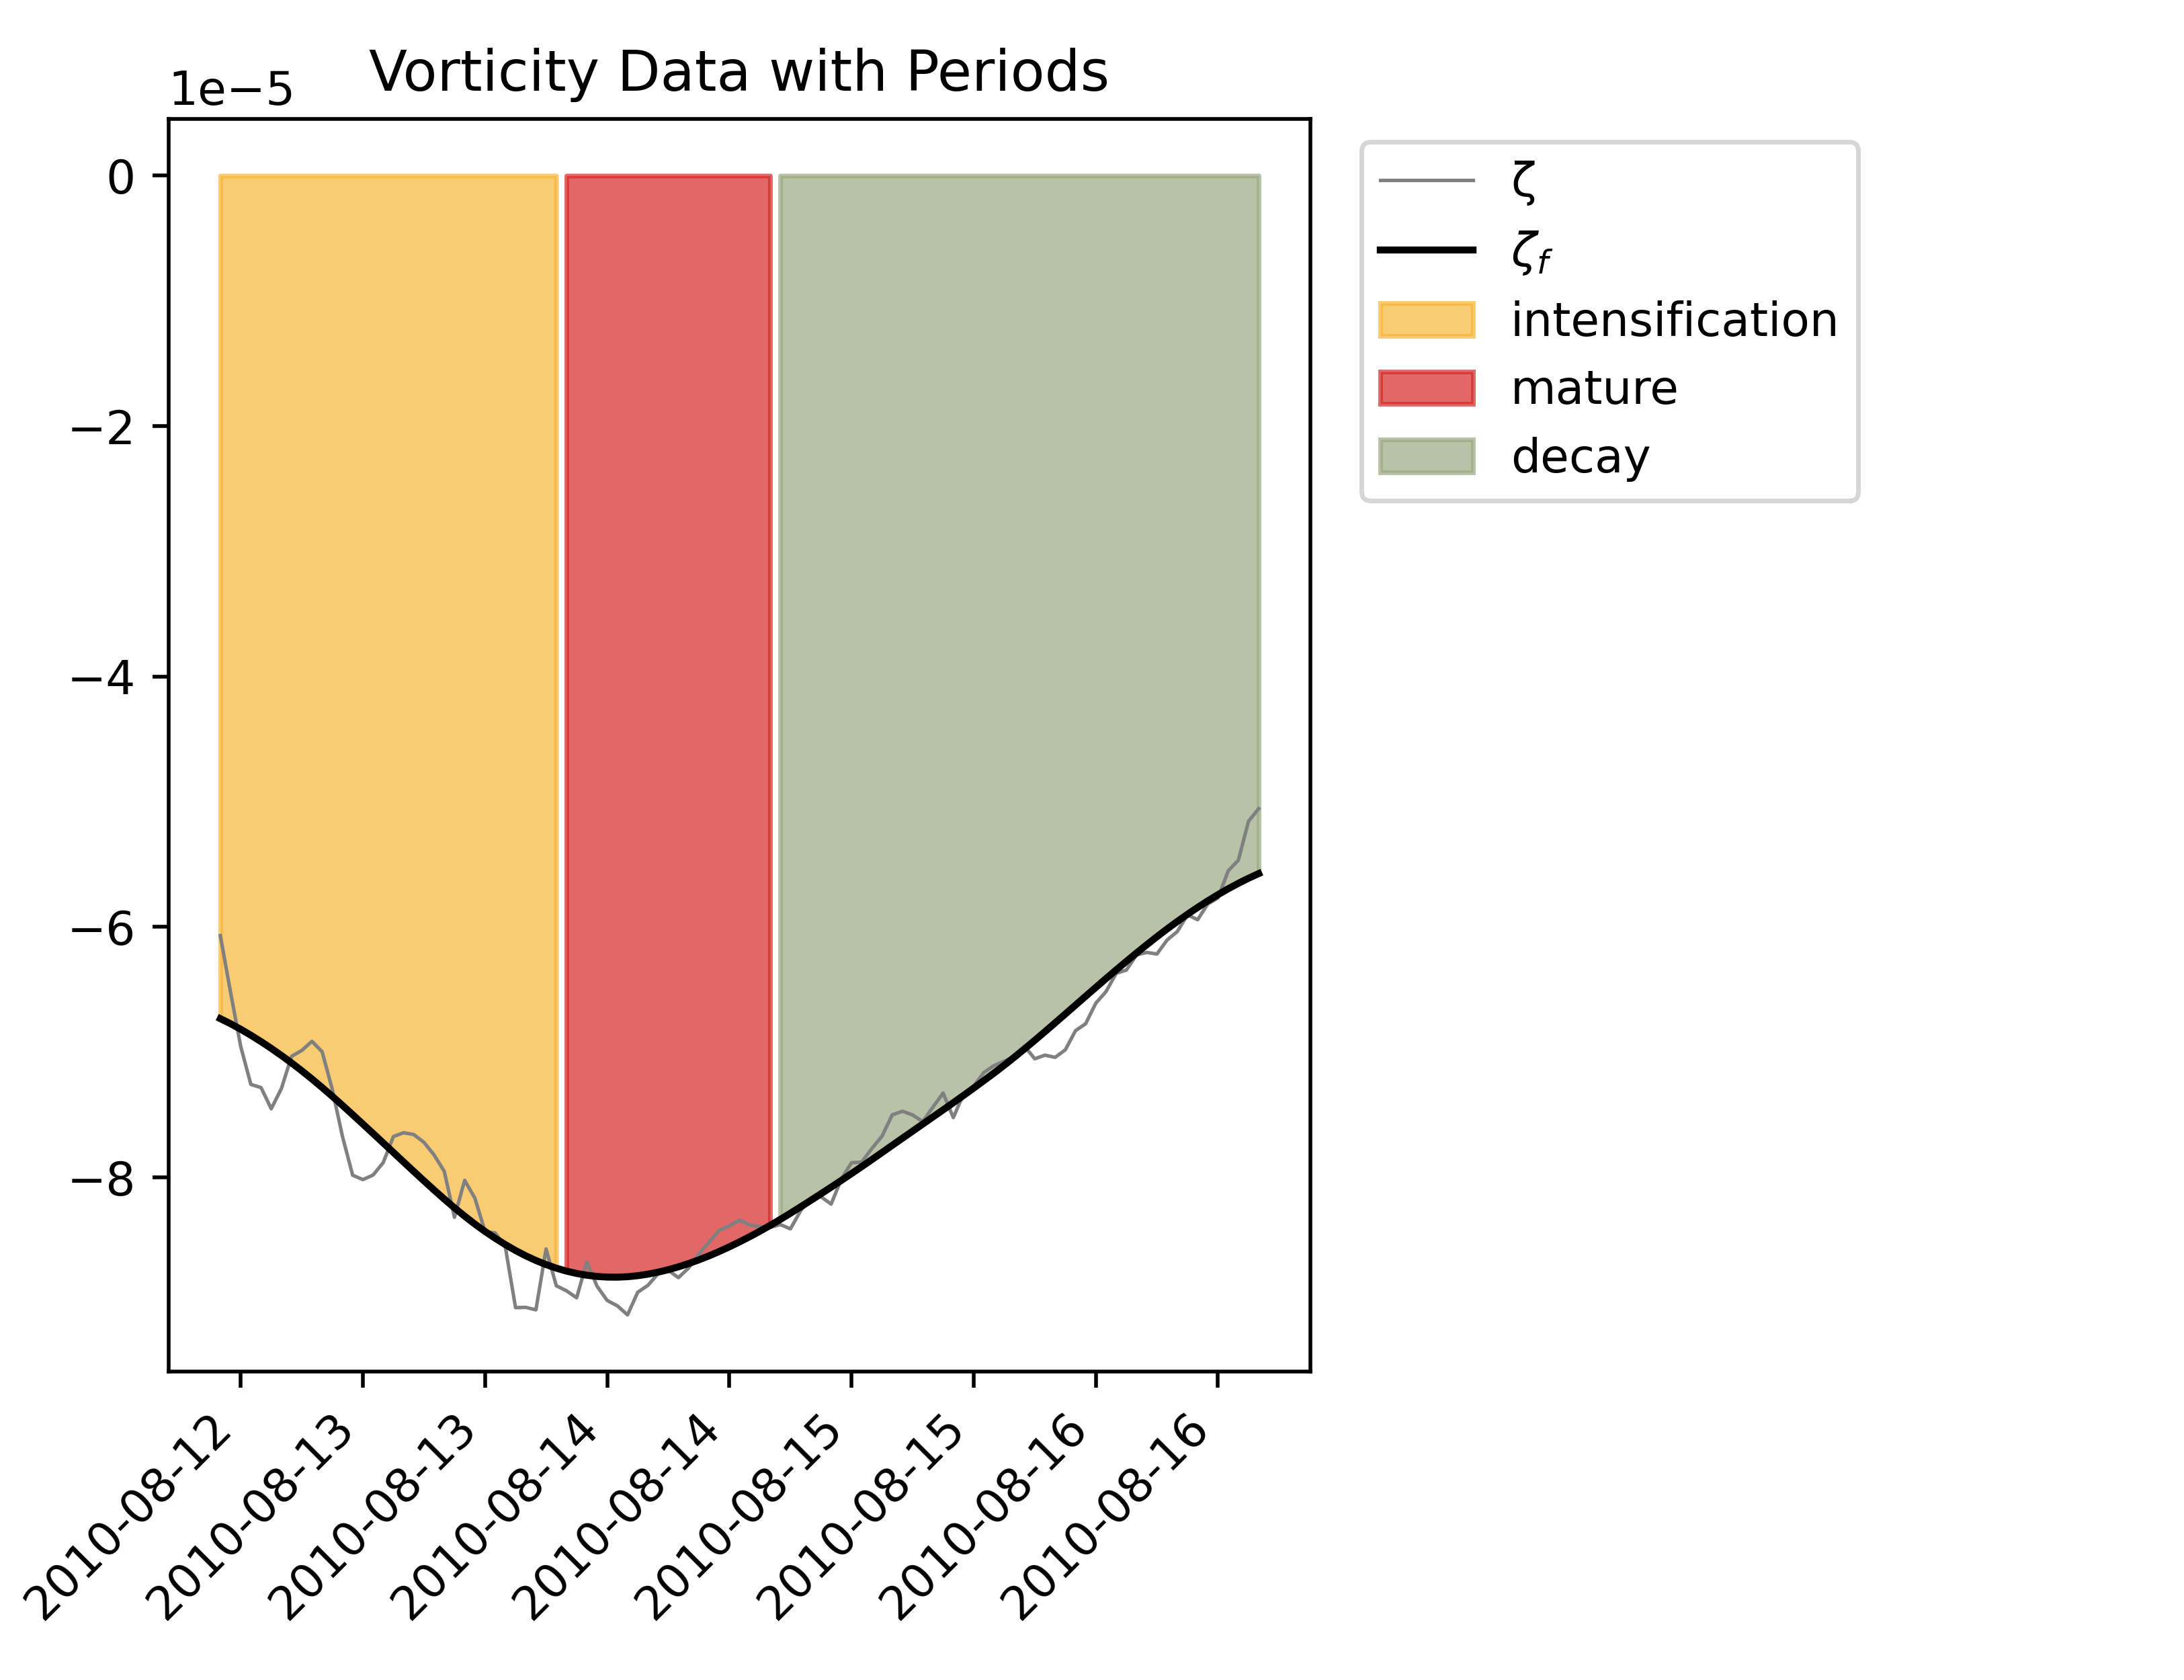 Vorticity Data with Periods
1e−5
0
−2
−4
−6
−8
2010-08-12
2010-08-13
2010-08-13
2010-08-14
2010-08-14
2010-08-15
2010-08-15
2010-08-16
2010-08-16
ζ
ζf
intensification
mature
decay